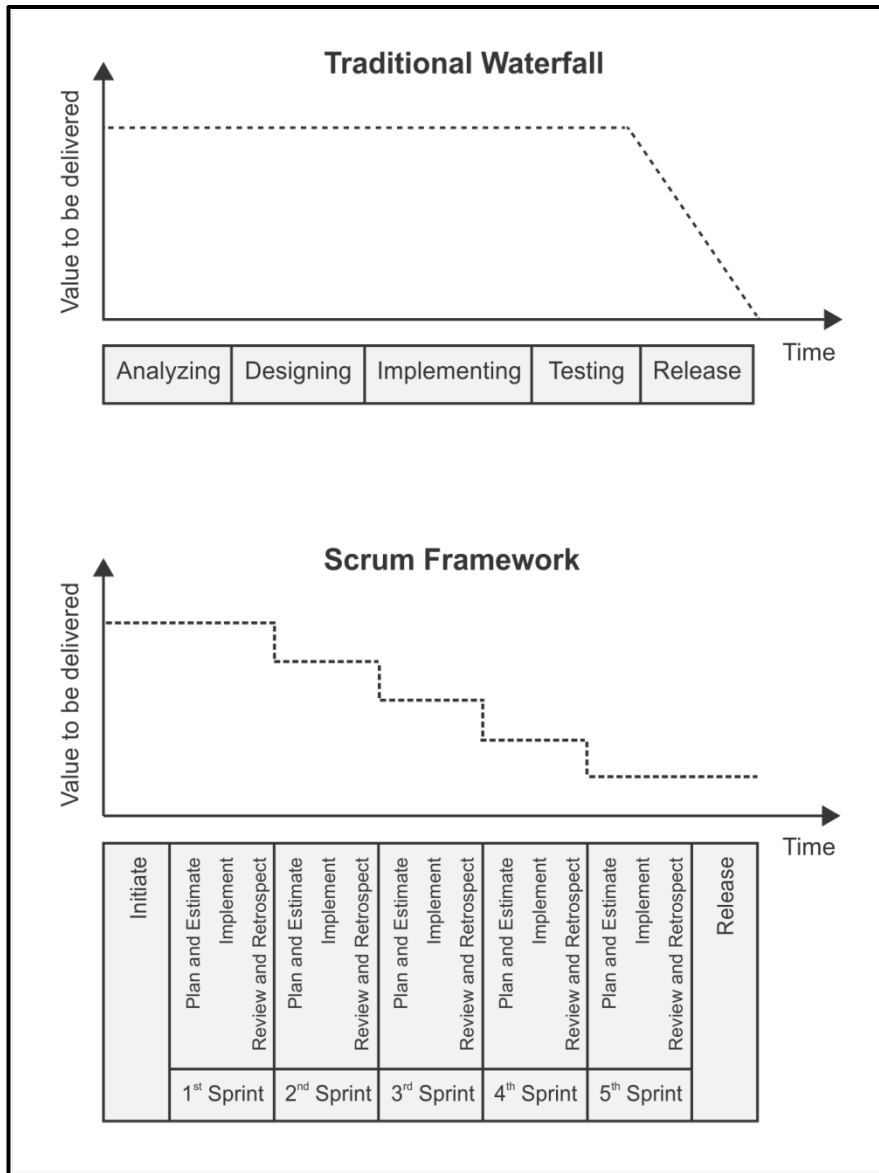 Traditional Waterfall
Value to be delivered
Time
Analyzing
Designing
Implementing
Testing
Release
Scrum Framework
Value to be delivered
Time
Initiate
Plan and Estimate
Implement
Review and Retrospect
Plan and Estimate
Implement
Review and Retrospect
Plan and Estimate
Implement
Review and Retrospect
Plan and Estimate
Implement
Review and Retrospect
Plan and Estimate
Implement
Review and Retrospect
Release
1st Sprint
2nd Sprint
3rd Sprint
4th Sprint
5th Sprint